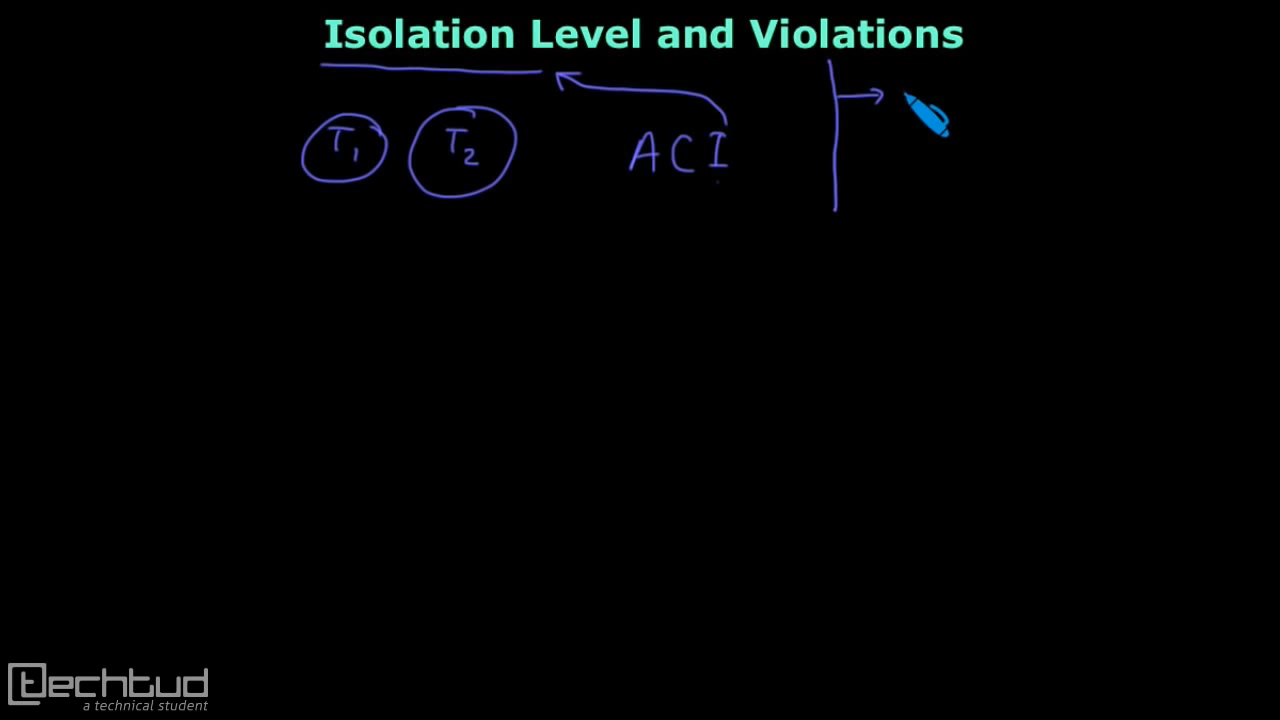 Isolation Level and Violations
T1 T2 ACI
techtud
a technical student